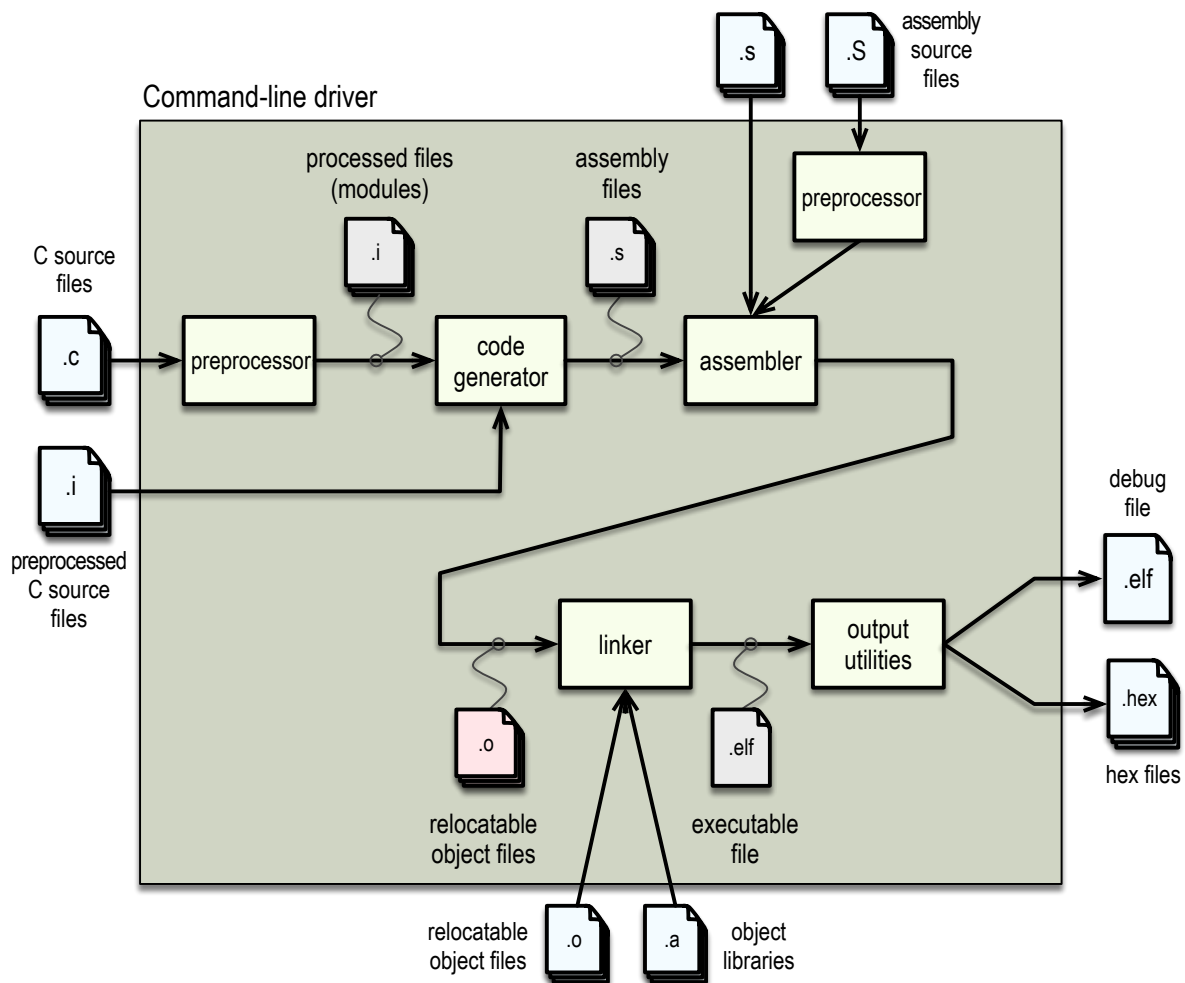 .s
.S
assembly
source
files
Command-line driver
processed files
(modules)
assembly
files
preprocessor
.i
.s
C source
files
.c
preprocessor
code
generator
assembler
.i
preprocessed
C source
files
debug
file
.elf
linker
output
utilities
.hex
hex files
.o
.elf
relocatable
object files
executable
file
relocatable
object files
.o
.a
object
libraries